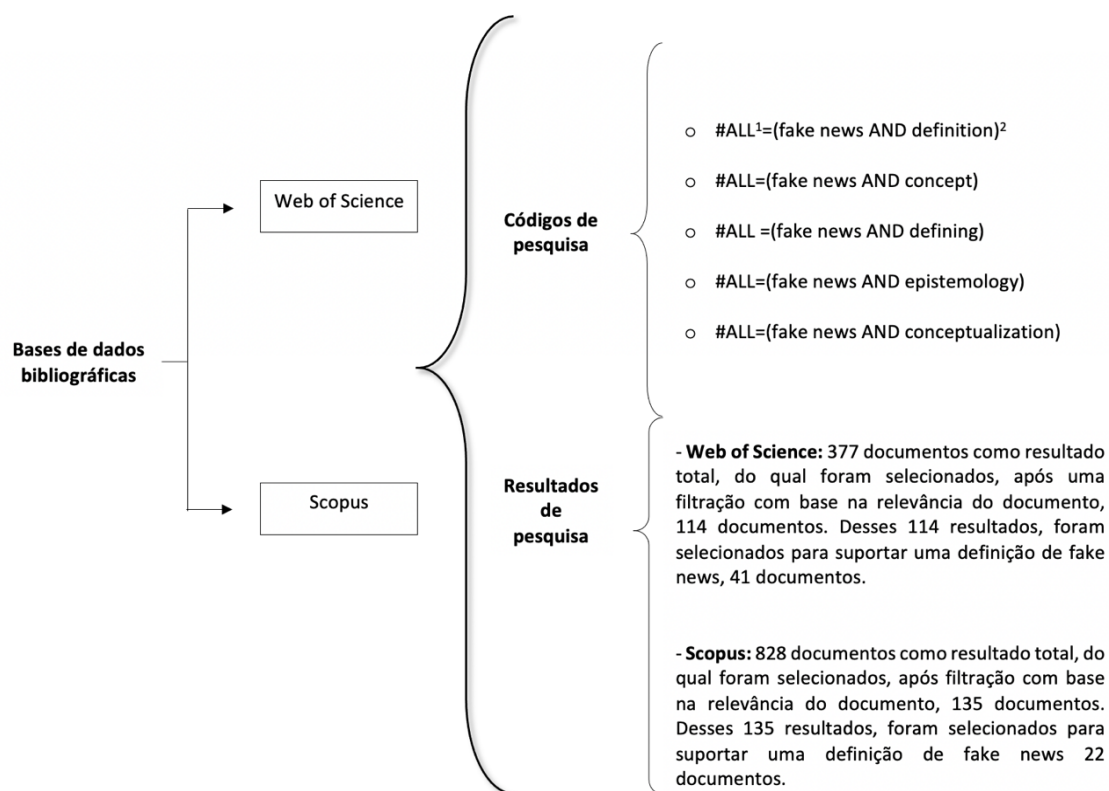 Bases de dados
bibliográficas
Web of Science
Scopus
Códigos de
pesquisa
o #ALL¹=(fake news AND definition)²
o #ALL=(fake news AND concept)
o #ALL =(fake news AND defining)
o #ALL=(fake news AND epistemology)
o #ALL=(fake news AND conceptualization)
Resultados
de
pesquisa
- Web of Science: 377 documentos como resultado
total, do qual foram selecionados, após uma
filtração com base na relevância do documento,
114 documentos. Desses 114 resultados, foram
selecionados para suportar uma definição de fake
news, 41 documentos.
- Scopus: 828 documentos como resultado total, do
qual foram selecionados, após filtração com base
na relevância do documento, 135 documentos.
Desses 135 resultados, foram selecionados para
suportar uma definição de fake news 22
documentos.